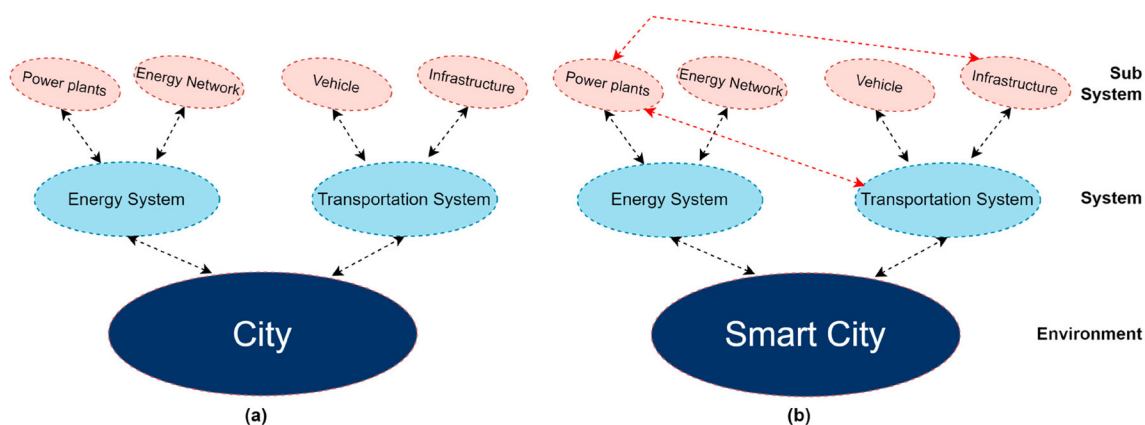 Power plants
Energy Network
Vehicle
Infrastructure
Energy System
Transportation System
City
(a)
Power plants
Energy Network
Vehicle
Infrastructure
Sub
System
Energy System
Transportation System
System
Smart City
Environment
(b)